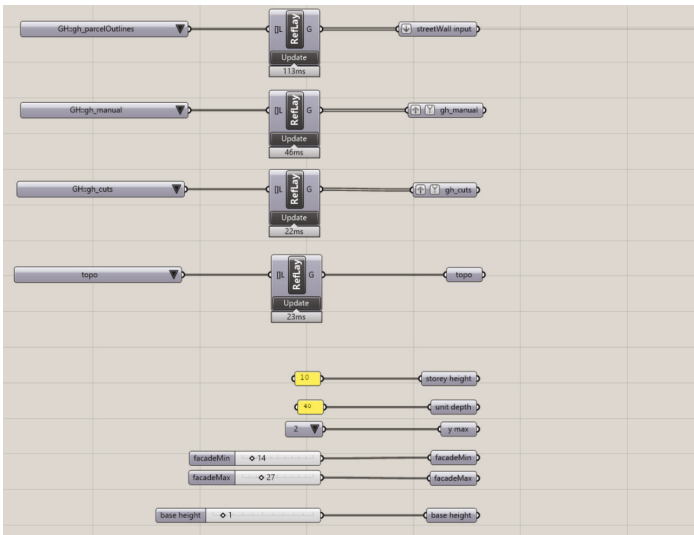 GH::gh_parcelOutlines
[]L RefLay G
Update
113ms
streetWall input
GH::gh_manual
[]L RefLay G
Update
46ms
gh_manual
GH::gh_cuts
[]L RefLay G
Update
22ms
gh_cuts
topo
[]L RefLay G
Update
23ms
topo
10
storey height
40
unit depth
2
y max
facadeMin 14
facadeMin
facadeMax 27
facadeMax
base height 1
base height